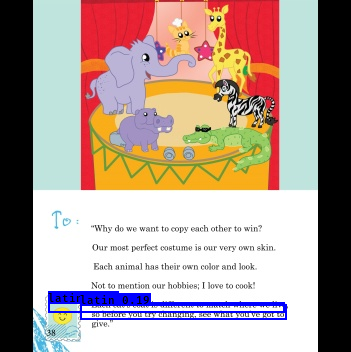 To:
"Why do we want to copy each other to win?
Our most perfect costume is our very own skin.
Each animal has their own color and look.
Not to mention our hobbies; I love to cook!
so before you try changing, see what you've got to
give."
38